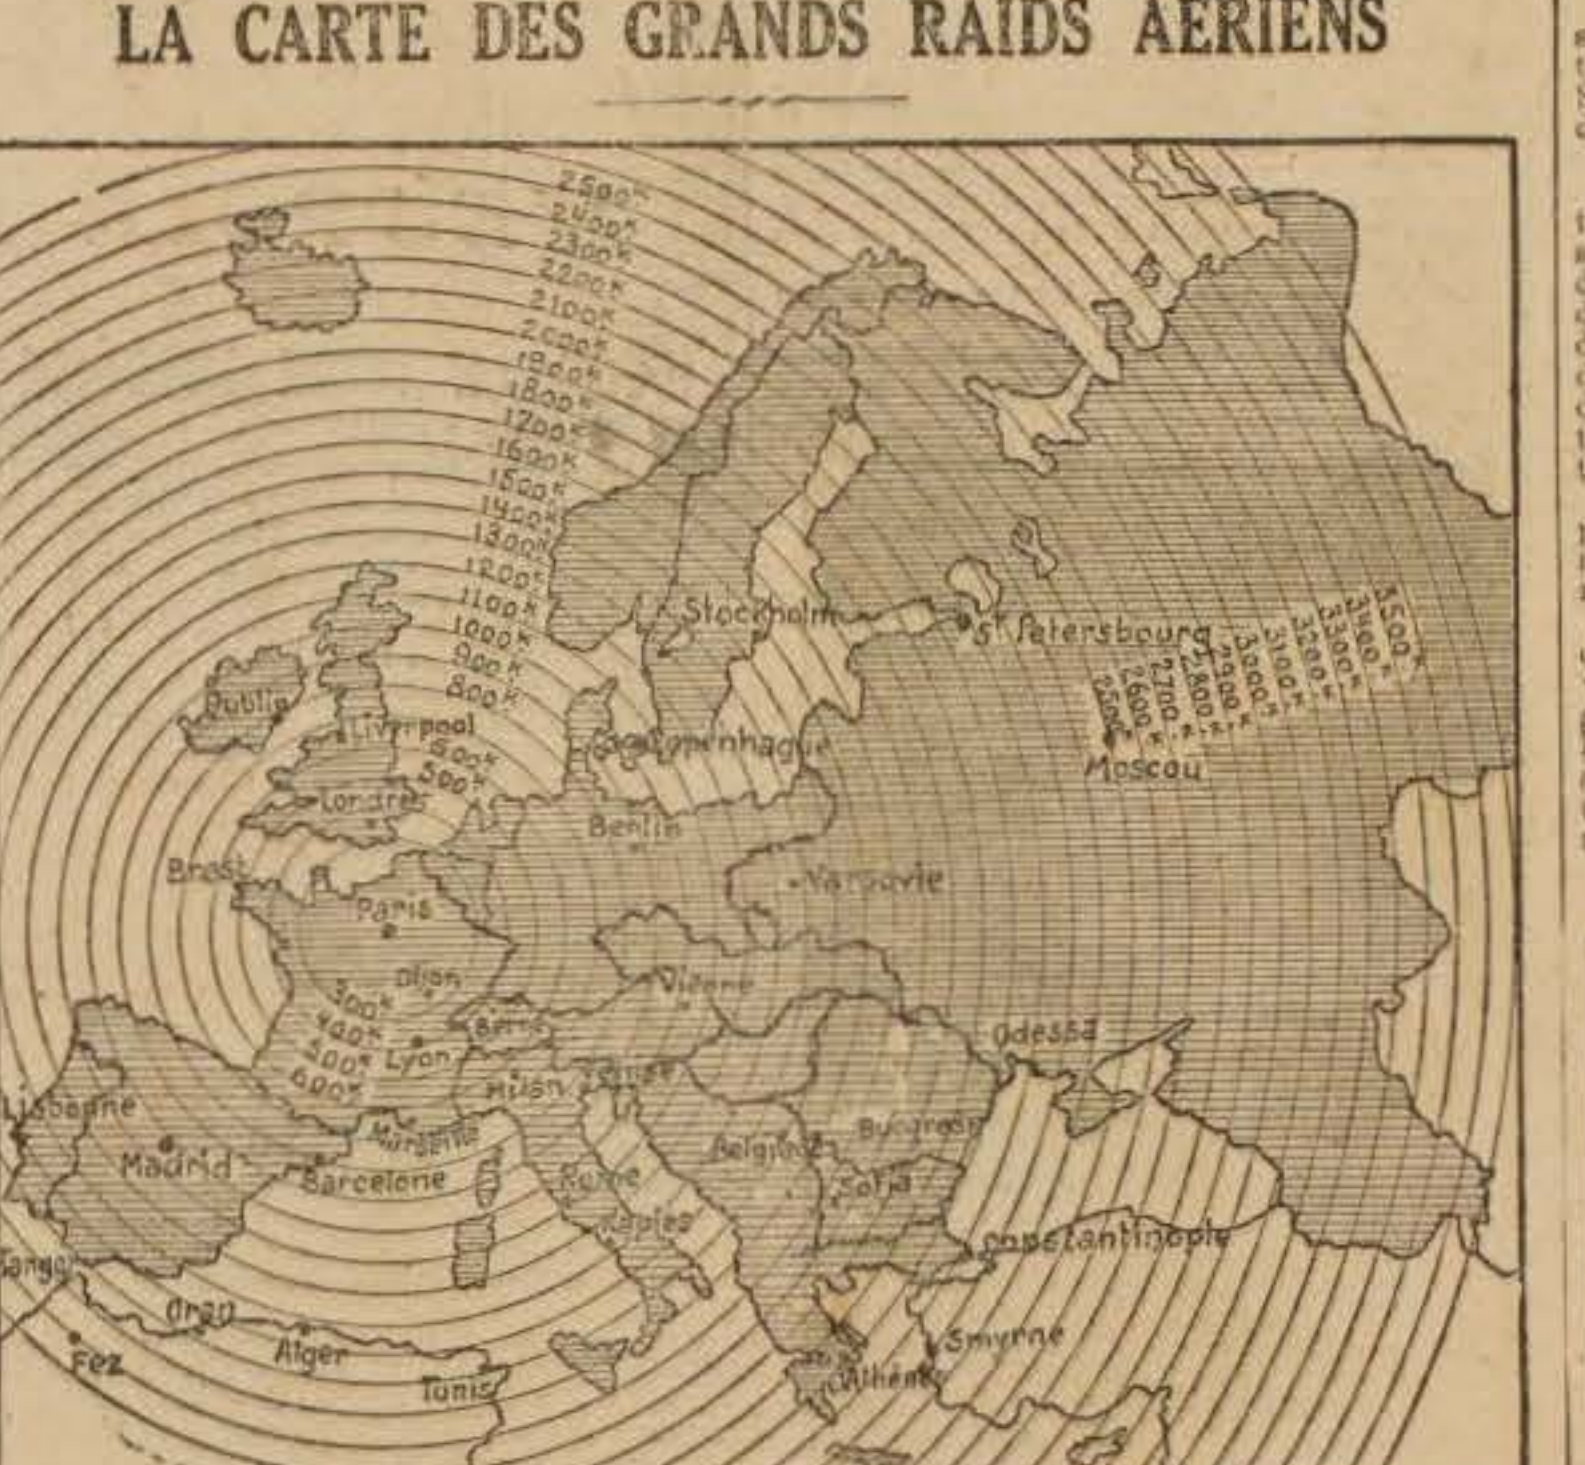 LA CARTE DES GRANDS RAIDS AERIENS
2500K
2400K
2300K
2200K
2100K
2000K
1900K
1800K
1700K
1600K
1500K
1400K
1300K
1200K
1100K
1000K
900K
800K
600K
500K
Stockholm
St Petersbourg
2500K
2600K
2700K
2800K
2900K
3000K
3100K
3200K
3300K
3400K
3500K
Moscou
Dublin
Liverpool
Copenhague
Londres
Berlin
Brest
Varsovie
Paris
Dijon
Vienne
300K
400K
500K
600K
Lyon
Berne
Odessa
Milan
Lisbonne
Marseille
Bucarest
Madrid
Barcelone
Rome
Sofia
Naples
Constantinople
Oran
Alger
Fez
Tunis
Smyrne
Athènes